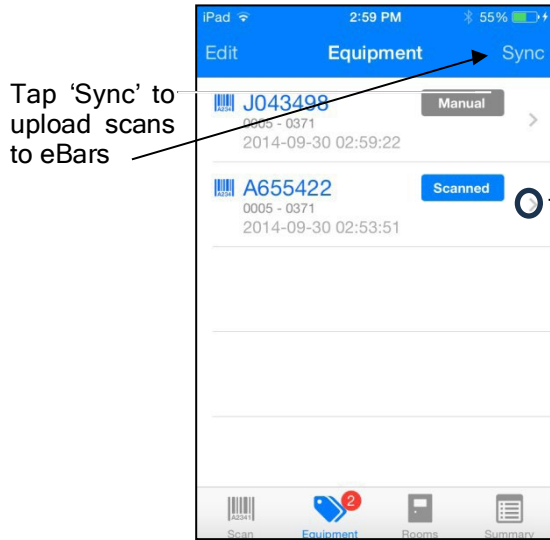 iPad 2:59 PM 55%
Edit Equipment Sync
Tap ‘Sync’ to
upload scans
to eBars
J043498 Manual
0005 - 0371
2014-09-30 02:59:22
A655422 Scanned
0005 - 0371
2014-09-30 02:53:51
2
Scan Equipment Rooms Summary